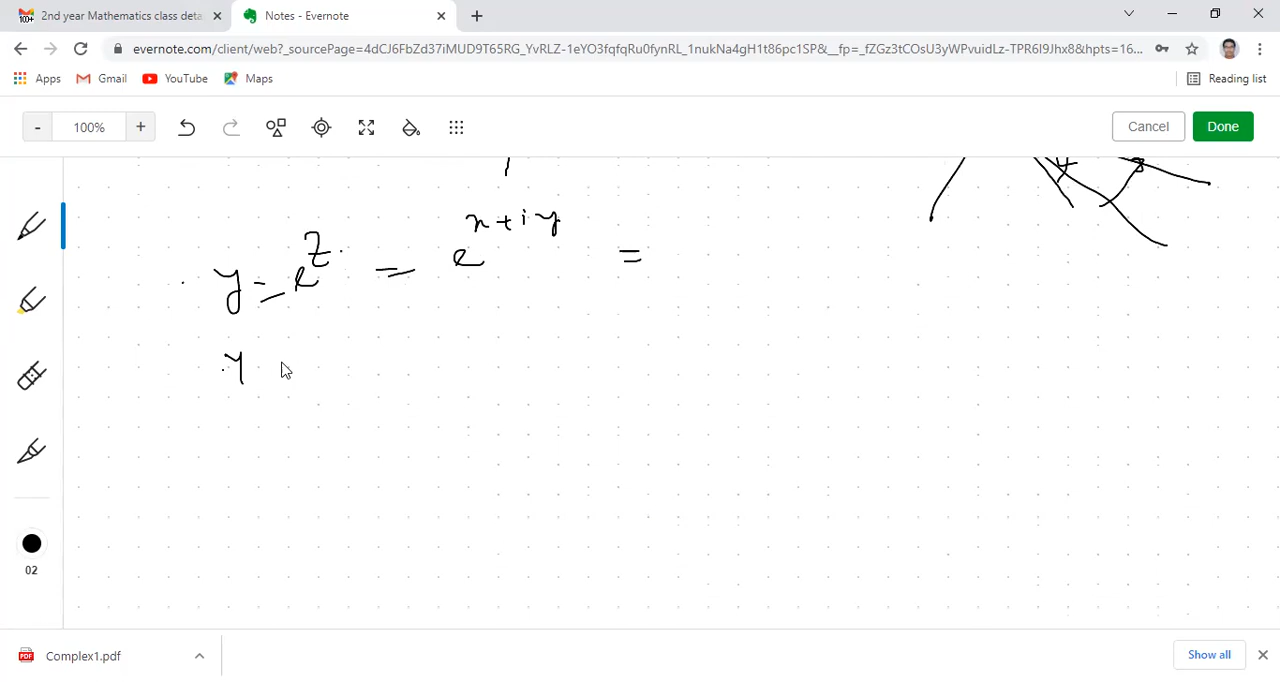 2nd year Mathematics class deta
Notes - Evernote
evernote.com/client/web?_sourcePage=4dCJ6FbZd37iMUD9T65RG_YvRLZ-1eYO3fqfqRu0fynRL_1nukNa4gH1t86pc1SP&__fp=_fZGz3tCOsU3yWPvuidLz-TPR6I9Jhx8&hpts=16...
Apps Gmail YouTube Maps Reading list
- 100% + Cancel Done
y = e^z = e^{x+iy} =
y
02
Complex1.pdf Show all